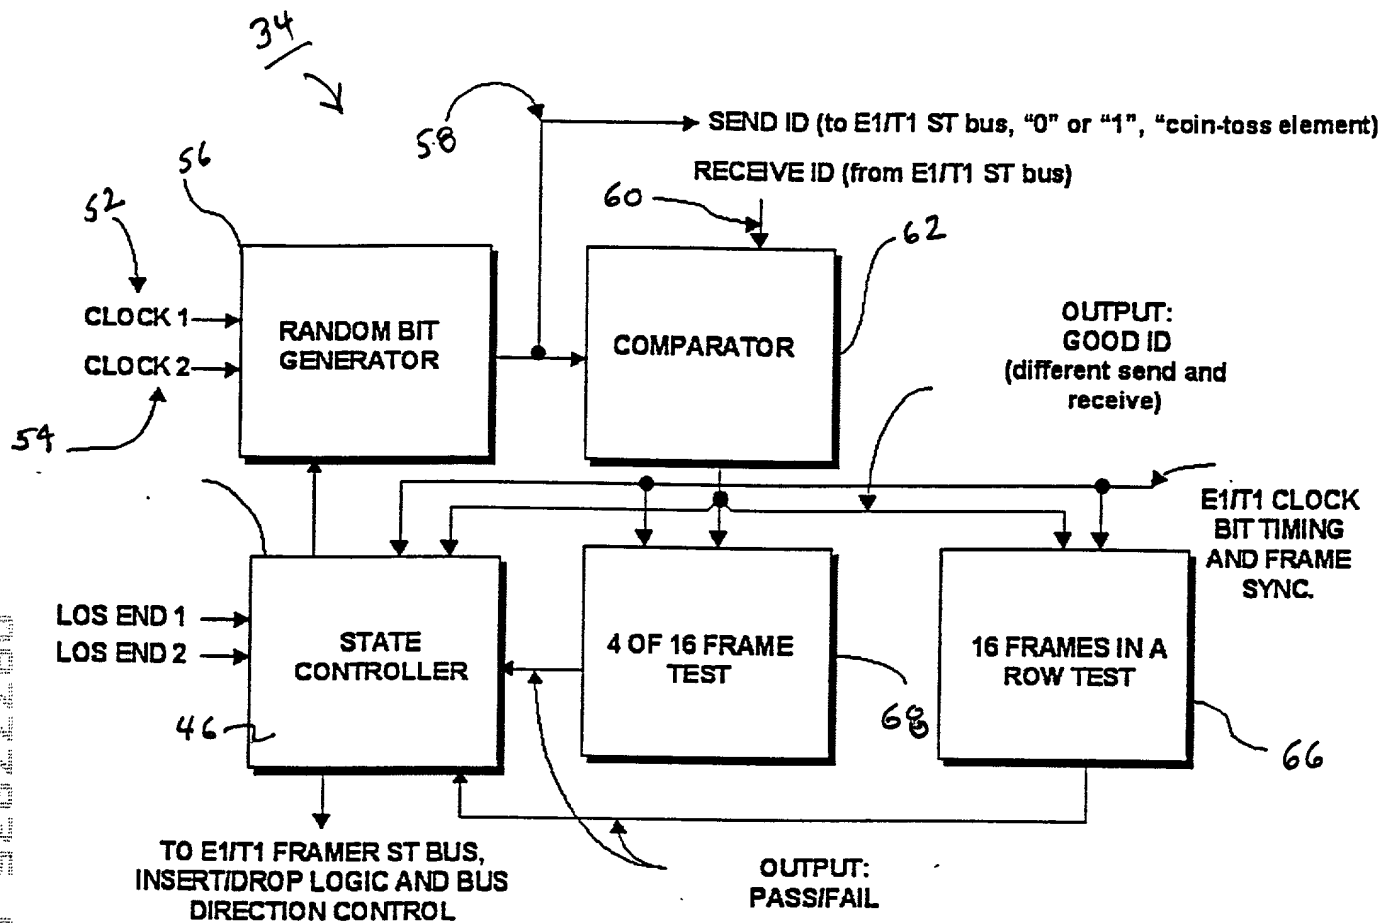 34
SEND ID (to E1/T1 ST bus, "0" or "1", "coin-toss element)
58
RECEIVE ID (from E1/T1 ST bus)
56
60
52
62
CLOCK 1
CLOCK 2
RANDOM BIT
GENERATOR
COMPARATOR
OUTPUT:
GOOD ID
(different send and
receive)
54
E1/T1 CLOCK
BIT TIMING
AND FRAME
SYNC.
LOS END 1
LOS END 2
STATE
CONTROLLER
4 OF 16 FRAME
TEST
16 FRAMES IN A
ROW TEST
46
66
TO E1/T1 FRAMER ST BUS,
INSERT/DROP LOGIC AND BUS
DIRECTION CONTROL
OUTPUT:
PASS/FAIL